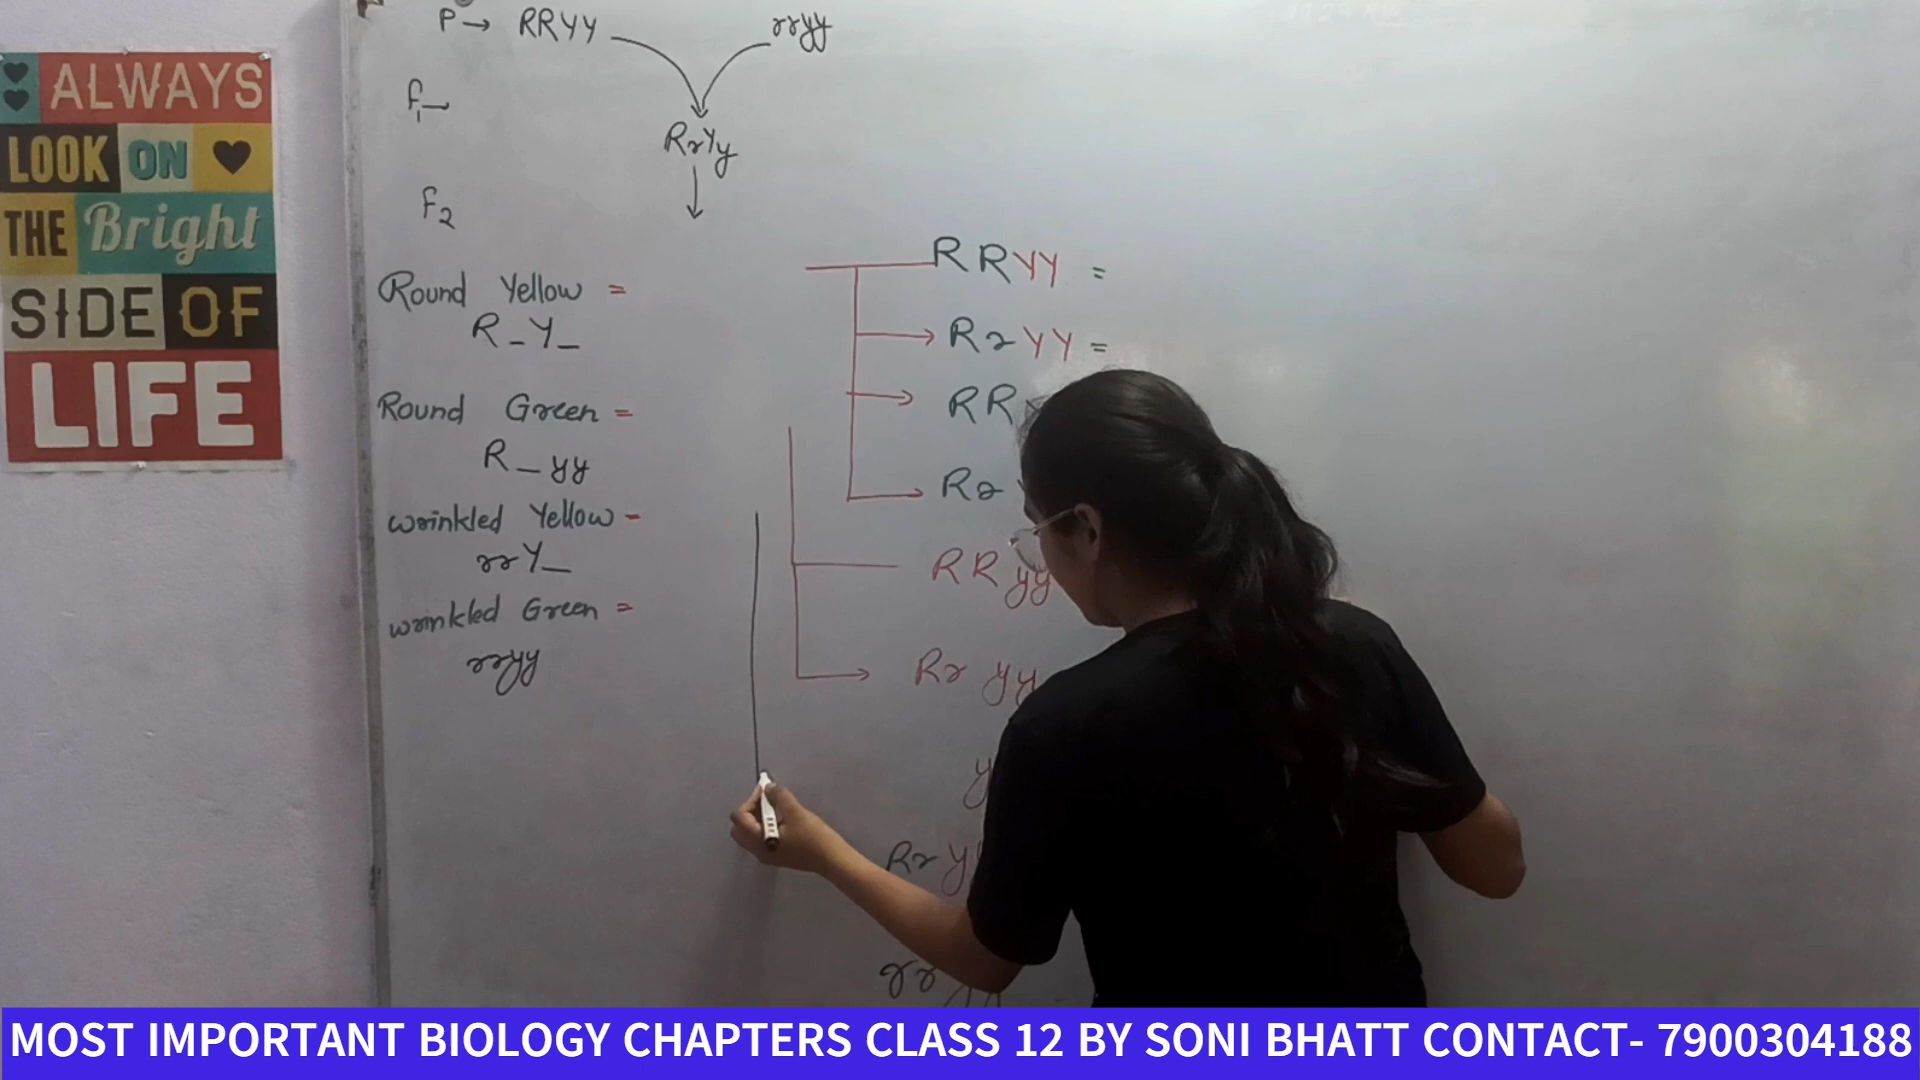 ALWAYS
LOOK ON
THE Bright
SIDE OF
LIFE
P→ RRYY rryy
F1→
RrYy
F2
Round Yellow =
R_Y_
Round Green =
R_yy
wrinkled Yellow =
rrY_
wrinkled Green =
rryy
RRYY =
RrYY =
RR
Rr
RRyy
Rryy
y
Rr y
rr yy
MOST IMPORTANT BIOLOGY CHAPTERS CLASS 12 BY SONI BHATT CONTACT- 7900304188